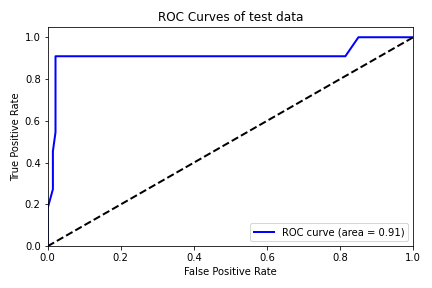 ROC Curves of test data
True Positive Rate
1.0
0.8
0.6
0.4
0.2
0.0
ROC curve (area = 0.91)
0.0 0.2 0.4 0.6 0.8 1.0
False Positive Rate